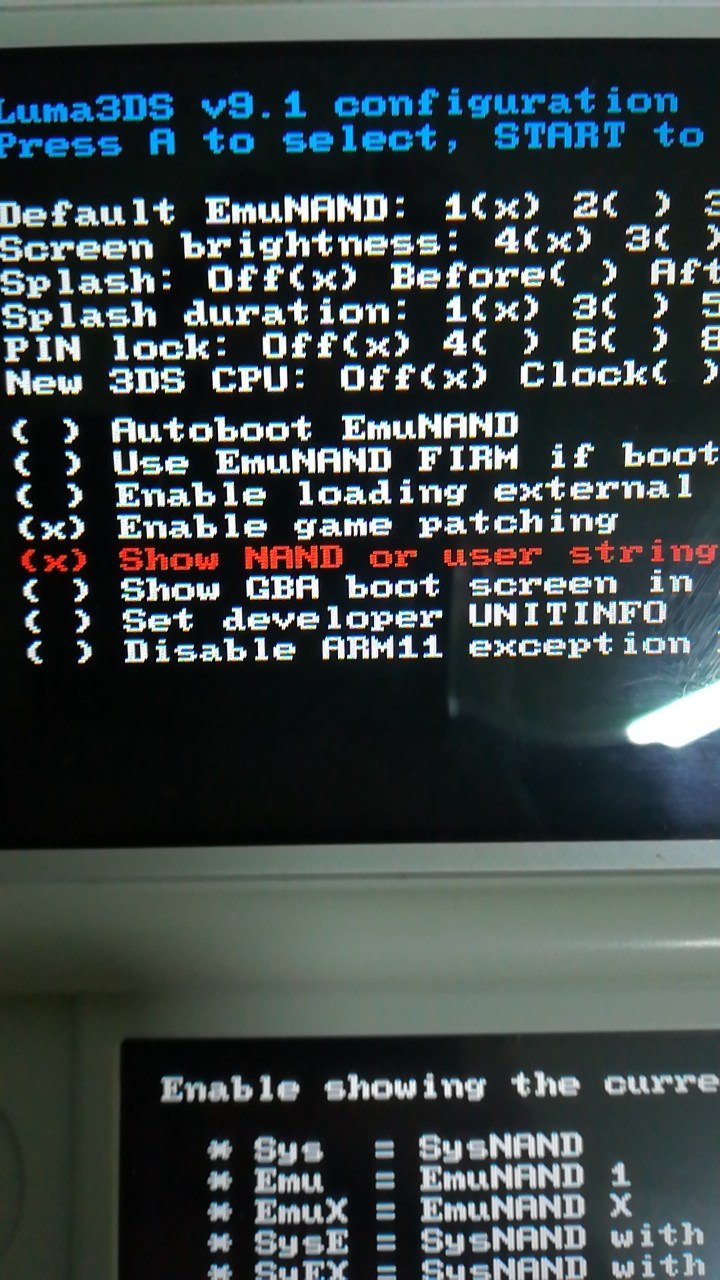 Luma3DS v9.1 configuration
Press A to select, START to
Default EmuNAND: 1(x) 2( ) 3
Screen brightness: 4(x) 3( )
Splash: Off(x) Before( ) Aft
Splash duration: 1(x) 3( ) 5
PIN lock: Off(x) 4( ) 6( ) 8
New 3DS CPU: Off(x) Clock( )
( ) Autoboot EmuNAND
( ) Use EmuNAND FIRM if boot
( ) Enable loading external
(x) Enable game patching
(x) Show NAND or user string
( ) Show GBA boot screen in
( ) Set developer UNITINFO
( ) Disable ARM11 exception
Enable showing the curre
* Sys = SysNAND
* Emu = EmuNAND 1
* EmuX = EmuNAND X
* SysE = SysNAND with
* SyEX = SysNAND with